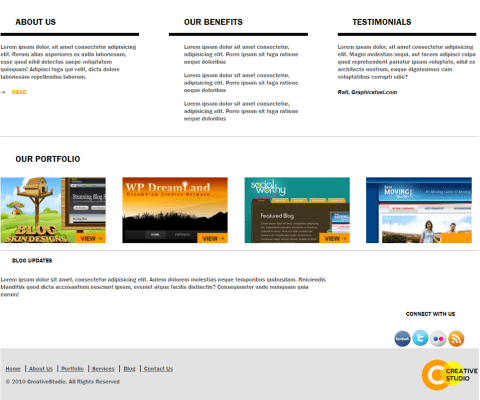 ABOUT US
Lorem ipsum dolor, sit amet consectetur adipisicing
elit. Rerum alias asperiores ex nulla laboriosam,
esse quod nihil delectus saepe voluptatem
quisquam! Adipisci fuga qui velit, dicta dolore
laboriosam repellendus laborum.
→ READ
OUR BENEFITS
Lorem ipsum dolor sit amet consectetur
adipisicing elit. Porro ipsum fuga ratione
neque doloribus
Lorem ipsum dolor sit amet consectetur
adipisicing elit. Porro ipsum fuga ratione
neque doloribus
Lorem ipsum dolor sit amet consectetur
adipisicing elit. Porro ipsum fuga ratione
neque doloribus
TESTIMONIALS
Lorem ipsum dolor sit amet consectetur adipisicing
elit. Magni molestias sequi, aut facere adipisci culpa
quod reprehenderit pariatur ipsum voluptate, nihil ex
architecto nostrum, eaque dignissimos cum
voluptatibus corrupti odio?
Rafi, Graphicsfuel.com
OUR PORTFOLIO
BLOG
SKIN DESIGNS
VIEW →
WP DreamLand
VIEW →
social
worthy
Featured Blog
VIEW →
MOVING
VIEW →
BLOG UPDATES
Lorem ipsum dolor sit amet, consectetur adipisicing elit. Autem dolorem molestias neque temporibus quibusdam. Reiciendis
blanditiis quod dicta accusantium nesciunt ipsum, eveniet atque facilis distinctio? Consequuntur unde numquam quia
earum!
CONNECT WITH US
facebook
Home | About Us | Portfolio | Services | Blog | Contact Us
© 2010 CreativeStudio. All Rights Reserved
CREATIVE
STUDIO